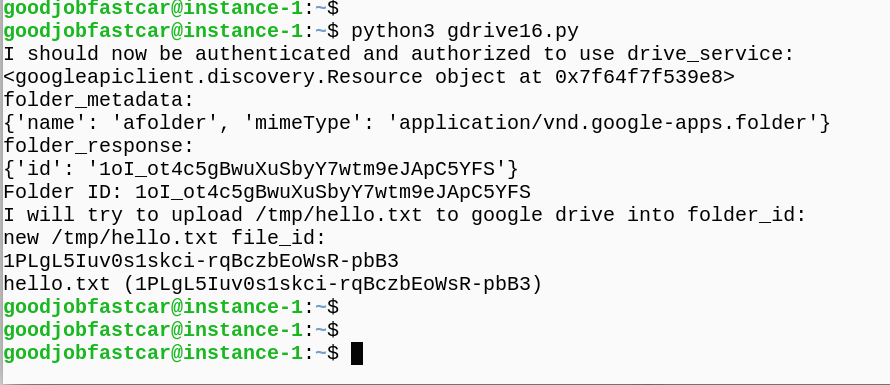 goodjobfastcar@instance-1:~$
goodjobfastcar@instance-1:~$ python3 gdrive16.py
I should now be authenticated and authorized to use drive_service:
<googleapiclient.discovery.Resource object at 0x7f64f7f539e8>
folder_metadata:
{'name': 'afolder', 'mimeType': 'application/vnd.google-apps.folder'}
folder_response:
{'id': '1oI_ot4c5gBwuXuSbyY7wtm9eJApC5YFS'}
Folder ID: 1oI_ot4c5gBwuXuSbyY7wtm9eJApC5YFS
I will try to upload /tmp/hello.txt to google drive into folder_id:
new /tmp/hello.txt file_id:
1PLgL5Iuv0s1skci-rqBczbEoWsR-pbB3
hello.txt (1PLgL5Iuv0s1skci-rqBczbEoWsR-pbB3)
goodjobfastcar@instance-1:~$
goodjobfastcar@instance-1:~$
goodjobfastcar@instance-1:~$